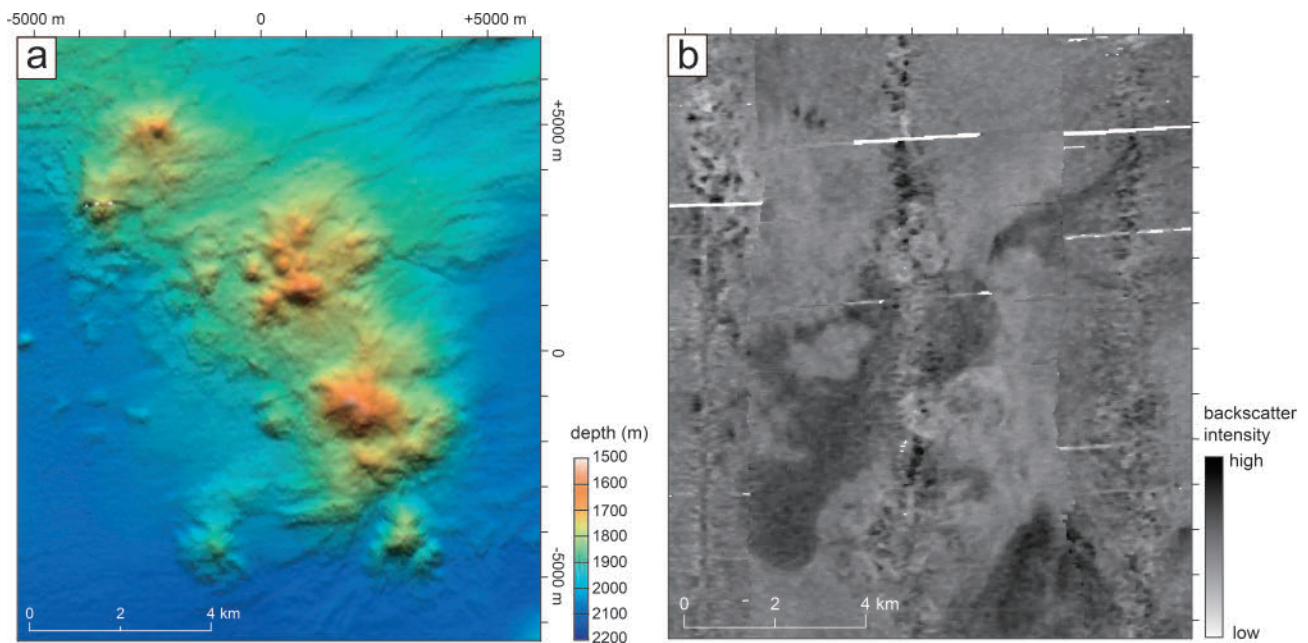 -5000 m 0 +5000 m
a
+5000 m
0
-5000 m
0 2 4 km
depth (m)
1500
1600
1700
1800
1900
2000
2100
2200
b
0 2 4 km
backscatter
intensity
high
low